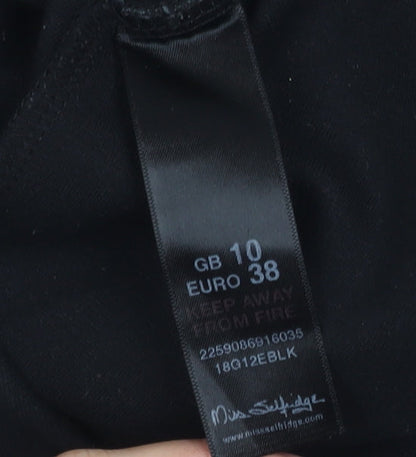 GB 10
EURO 38
KEEP AWAY
FROM FIRE
2259086916035
18G12EBLK
Miss Selfridge
www.missselfridge.com